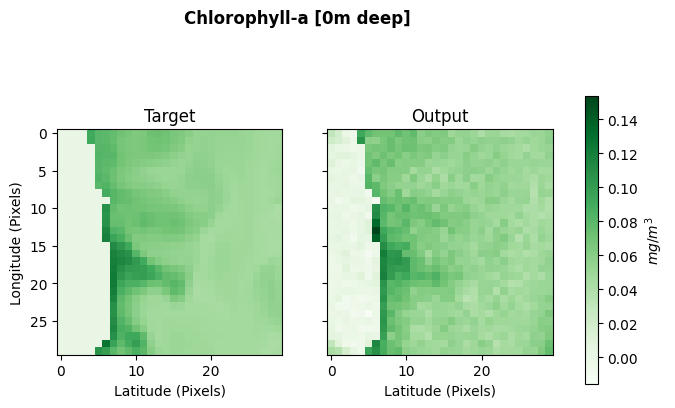 Chlorophyll-a [0m deep]
Target
Output
0
5
10
15
20
25
Longitude (Pixels)
0
10
20
Latitude (Pixels)
0
10
20
Latitude (Pixels)
0.14
0.12
0.10
0.08
0.06
0.04
0.02
0.00
mg/m³